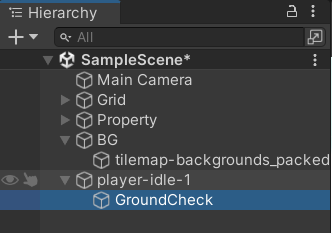 Hierarchy
All
SampleScene*
Main Camera
Grid
Property
BG
tilemap-backgrounds_packed
player-idle-1
GroundCheck